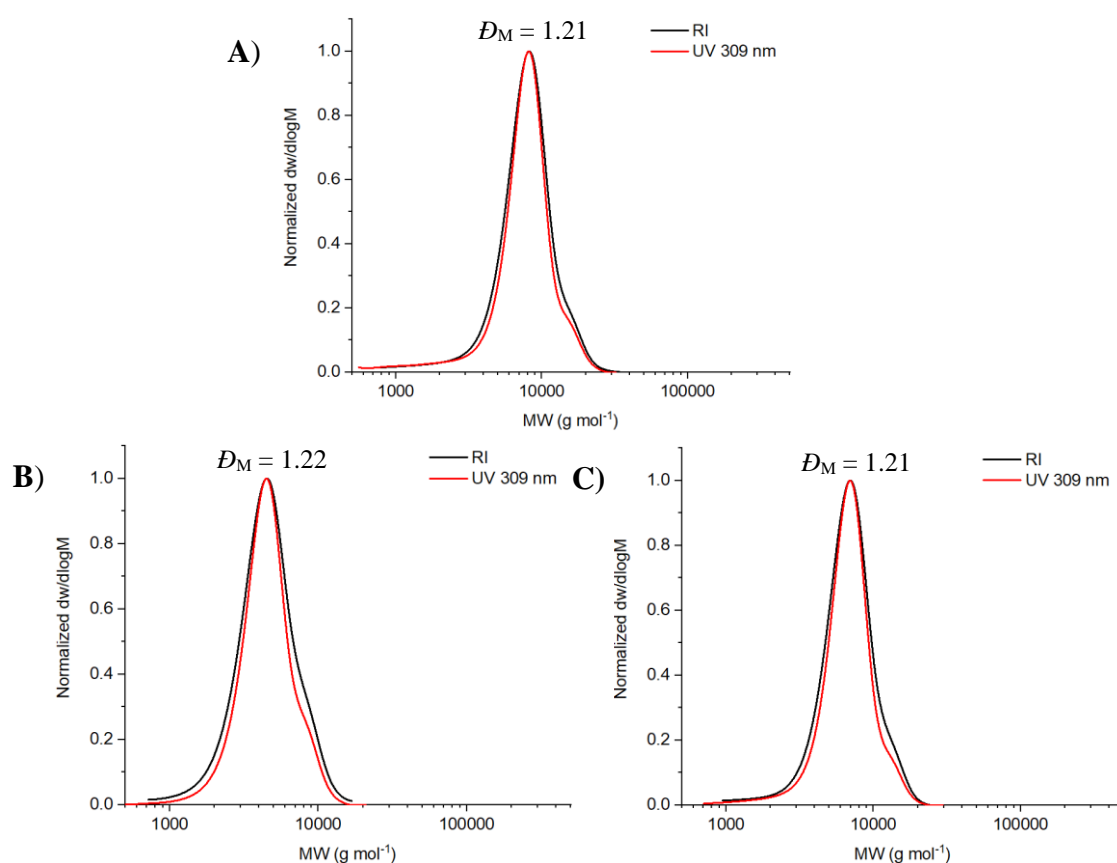 A)
Đ_M = 1.21
RI
UV 309 nm
Normalized dw/dlogM
1.0
0.8
0.6
0.4
0.2
0.0
1000 10000 100000
MW (g mol⁻¹)
B)
Đ_M = 1.22
RI
UV 309 nm
Normalized dw/dlogM
1.0
0.8
0.6
0.4
0.2
0.0
1000 10000 100000
MW (g mol⁻¹)
C)
Đ_M = 1.21
RI
UV 309 nm
Normalized dw/dlogM
1.0
0.8
0.6
0.4
0.2
0.0
1000 10000 100000
MW (g mol⁻¹)